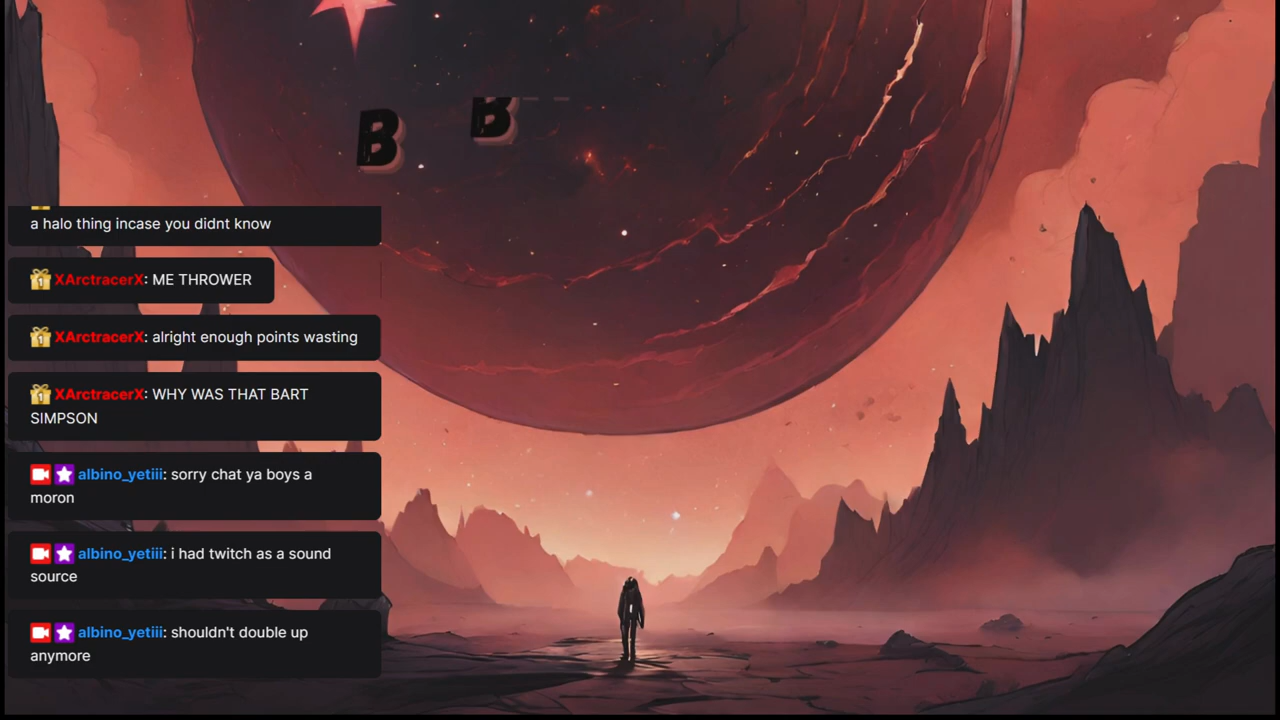 B B
a halo thing incase you didnt know
XArctracerX: ME THROWER
XArctracerX: alright enough points wasting
XArctracerX: WHY WAS THAT BART
SIMPSON
albino_yetiii: sorry chat ya boys a
moron
albino_yetiii: i had twitch as a sound
source
albino_yetiii: shouldn't double up
anymore